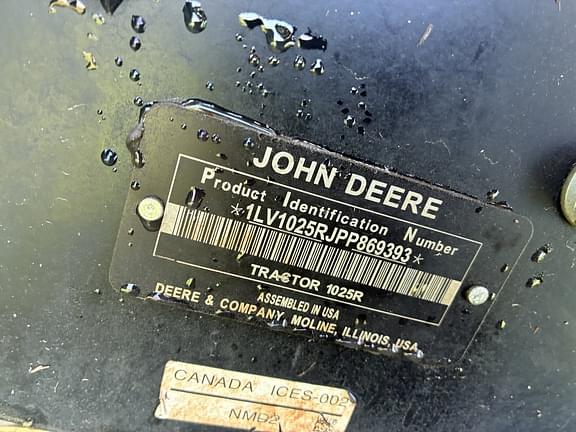 JOHN DEERE
Product Identification Number
*1LV1025RJPP869393*
TRACTOR 1025R
ASSEMBLED IN USA
DEERE & COMPANY, MOLINE, ILLINOIS, USA
CANADA ICES-002
NMB2